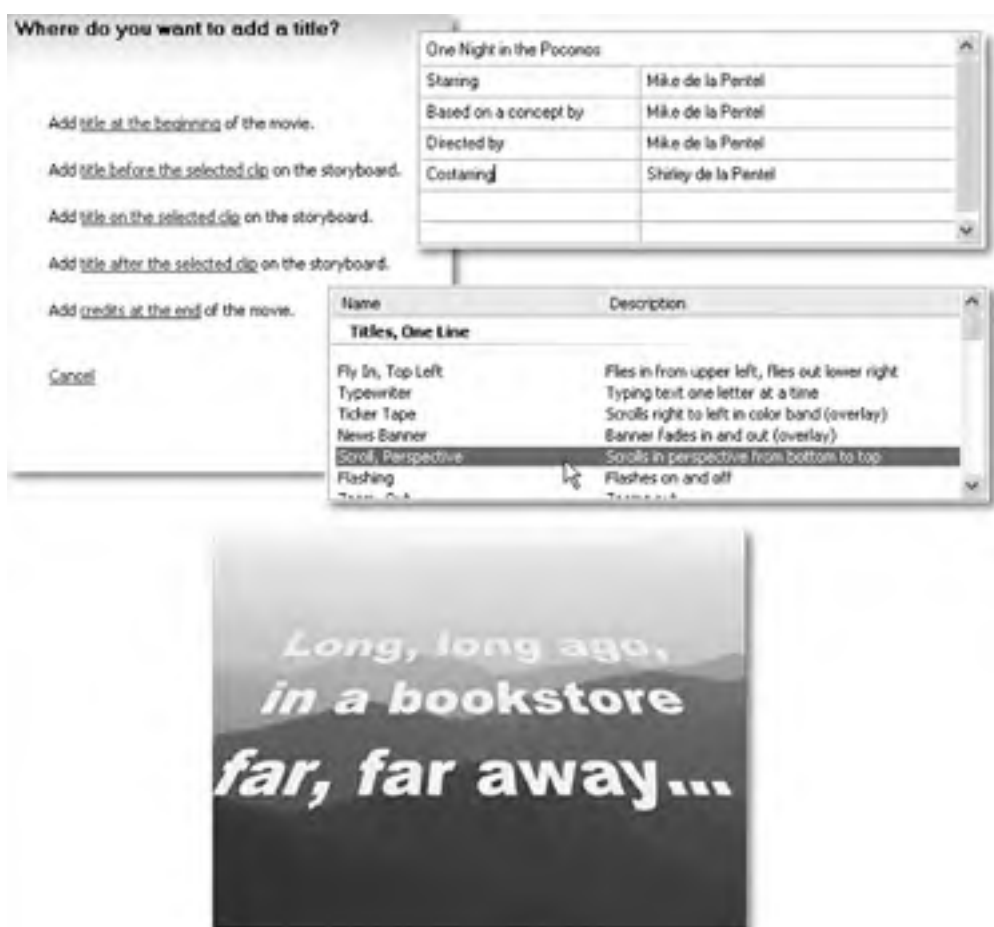 Where do you want to add a title?
Add title at the beginning of the movie.
Add title before the selected clip on the storyboard.
Add title on the selected clip on the storyboard.
Add title after the selected clip on the storyboard.
Add credits at the end of the movie.
Cancel
One Night in the Poconos
Starring Mike de la Pentel
Based on a concept by Mike de la Pentel
Directed by Mike de la Pentel
Costarring Shirley de la Pentel
Name Description
Titles, One Line
Fly In, Top Left Flies in from upper left, flies out lower right
Typewriter Typing text one letter at a time
Ticker Tape Scrolls right to left in color band (overlay)
News Banner Banner fades in and out (overlay)
Scroll, Perspective Scrolls in perspective from bottom to top
Flashing Flashes on and off
Long, long ago,
in a bookstore
far, far away...